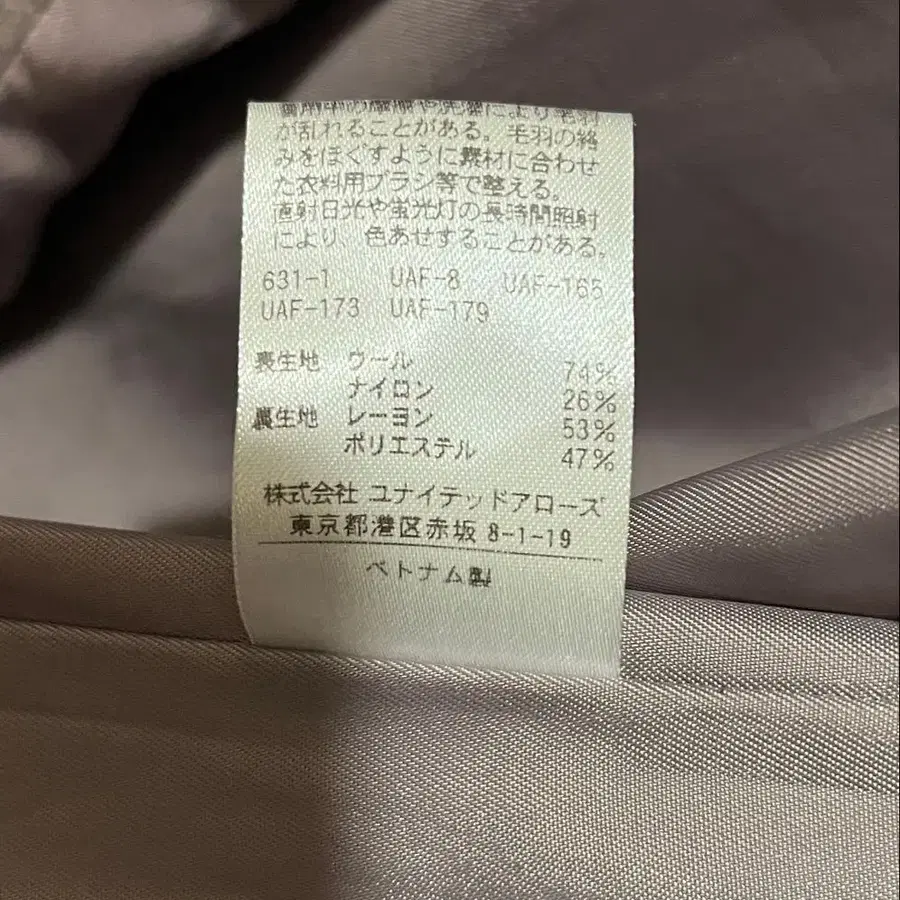 により毛羽
が乱れることがある。毛羽の絡
みをほぐすように素材に合わせ
た衣料用ブラシ等で整える。
直射日光や蛍光灯の長時間照射
により、色あせすることがある。
631-1 UAF-8 UAF-165
UAF-173 UAF-179
表生地 ウール 74%
ナイロン 26%
裏生地 レーヨン 53%
ポリエステル 47%
株式会社 ユナイテッドアローズ
東京都港区赤坂 8-1-19
ベトナム製